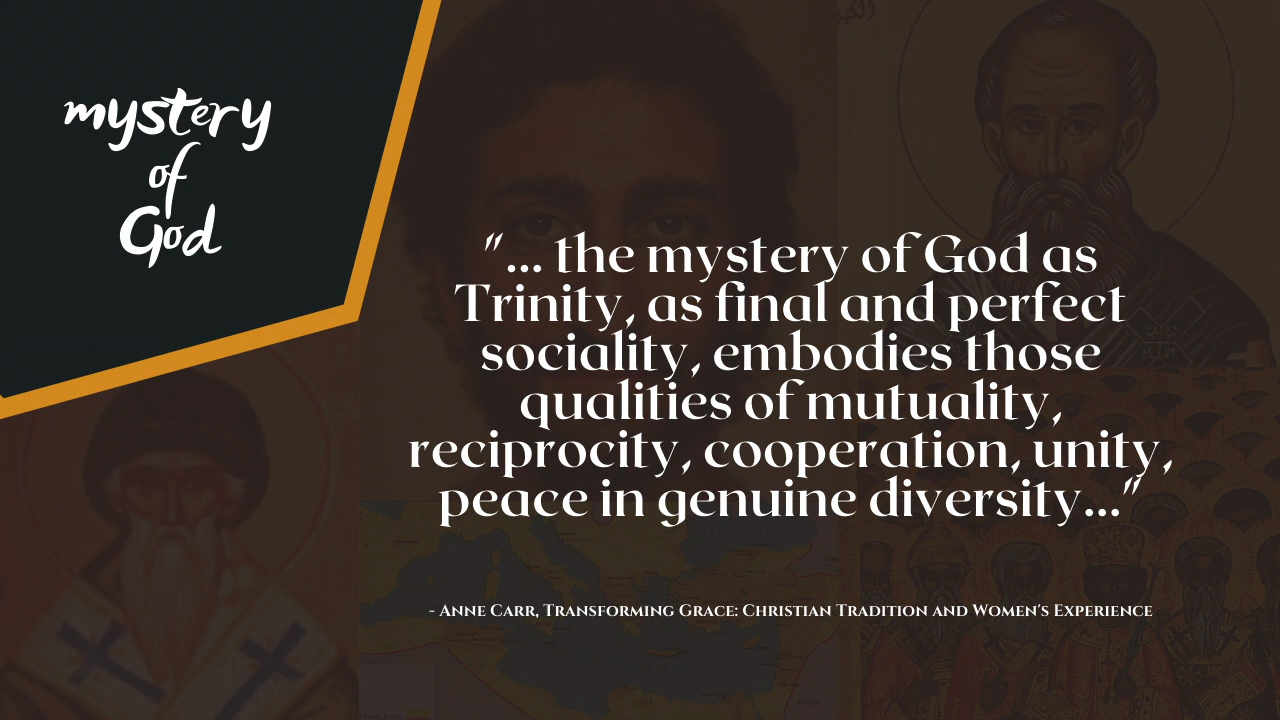 mystery
of
God
"... the mystery of God as
Trinity, as final and perfect
sociality, embodies those
qualities of mutuality,
reciprocity, cooperation, unity,
peace in genuine diversity..."
- Anne Carr, Transforming Grace: Christian Tradition and Women's Experience